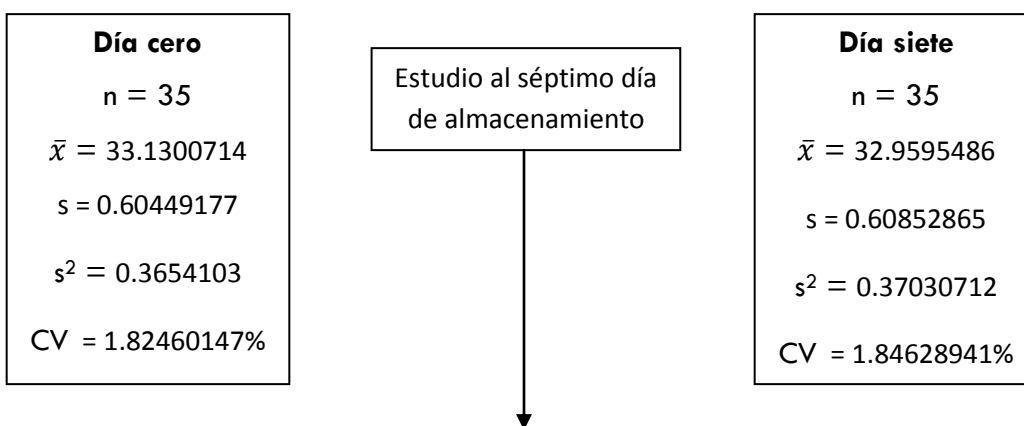 Día cero
n = 35
x̄ = 33.1300714
s = 0.60449177
s² = 0.3654103
CV = 1.82460147%
Estudio al séptimo día
de almacenamiento
Día siete
n = 35
x̄ = 32.9595486
s = 0.60852865
s² = 0.37030712
CV = 1.84628941%